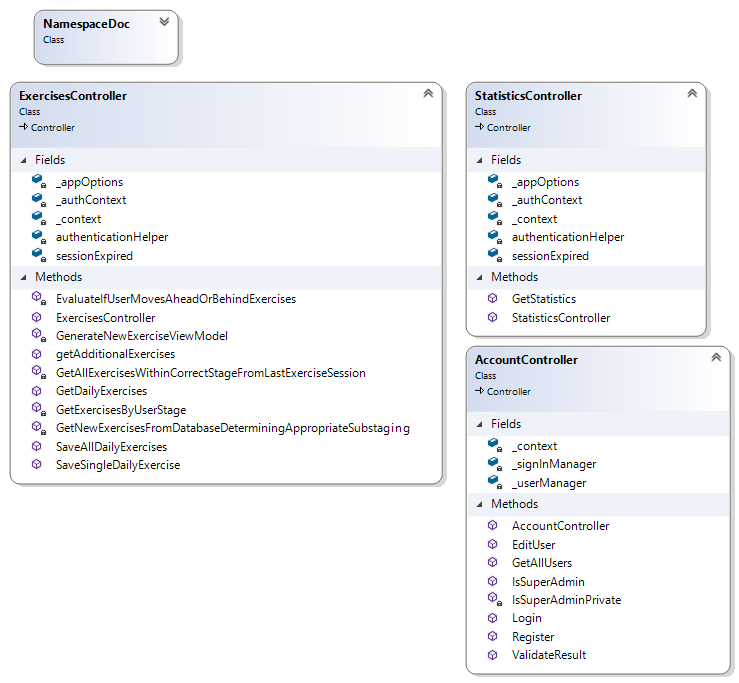 NamespaceDoc
Class
ExercisesController
Class
Controller
Fields
_appOptions
_authContext
_context
authenticationHelper
sessionExpired
Methods
EvaluateIfUserMovesAheadOrBehindExercises
ExercisesController
GenerateNewExerciseViewModel
getAdditionalExercises
GetAllExercisesWithinCorrectStageFromLastExerciseSession
GetDailyExercises
GetExercisesByUserStage
GetNewExercisesFromDatabaseDeterminingAppropriateSubstaging
SaveAllDailyExercises
SaveSingleDailyExercise
StatisticsController
Class
Controller
Fields
_appOptions
_authContext
_context
authenticationHelper
sessionExpired
Methods
GetStatistics
StatisticsController
AccountController
Class
Controller
Fields
_context
_signInManager
_userManager
Methods
AccountController
EditUser
GetAllUsers
IsSuperAdmin
IsSuperAdminPrivate
Login
Register
ValidateResult